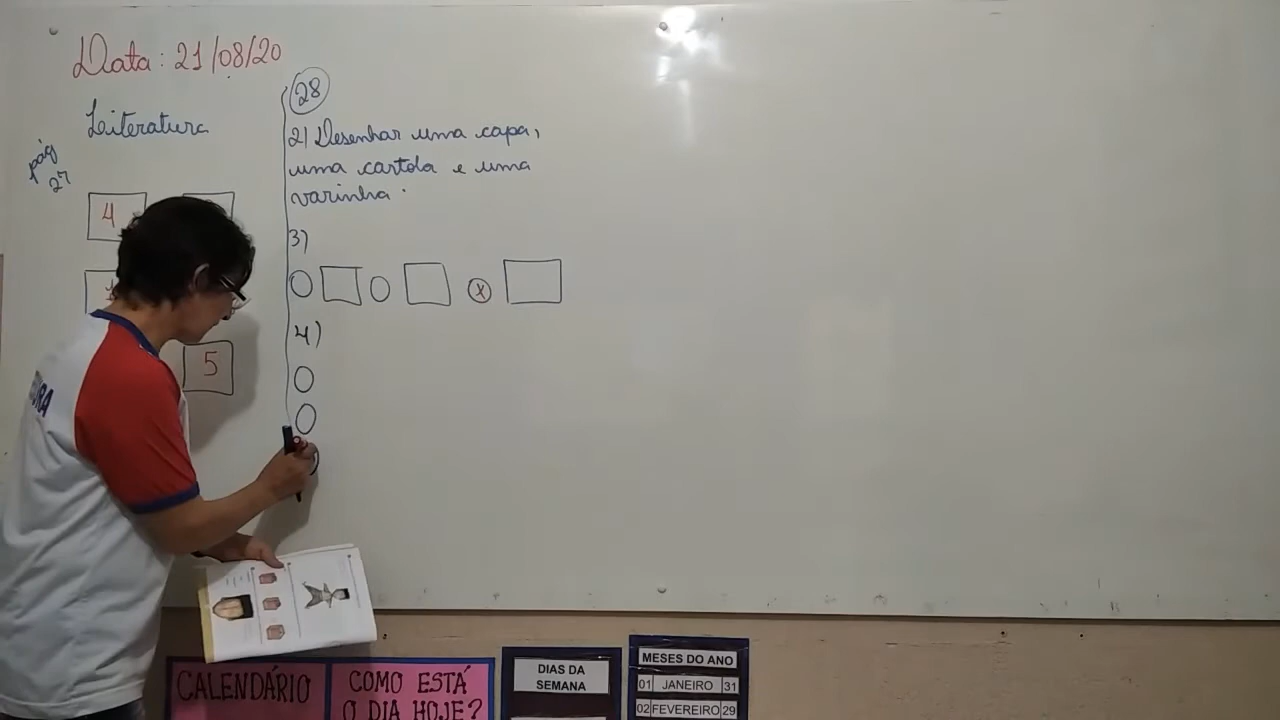 Data: 21/08/20
Literatura
pág
27
4
5
28
2) Desenhar uma capa,
uma cartola e uma
varinha.
3)
X
4)
CALENDÁRIO
COMO ESTÁ
O DIA HOJE?
DIAS DA
SEMANA
MESES DO ANO
01 JANEIRO 31
02 FEVEREIRO 29